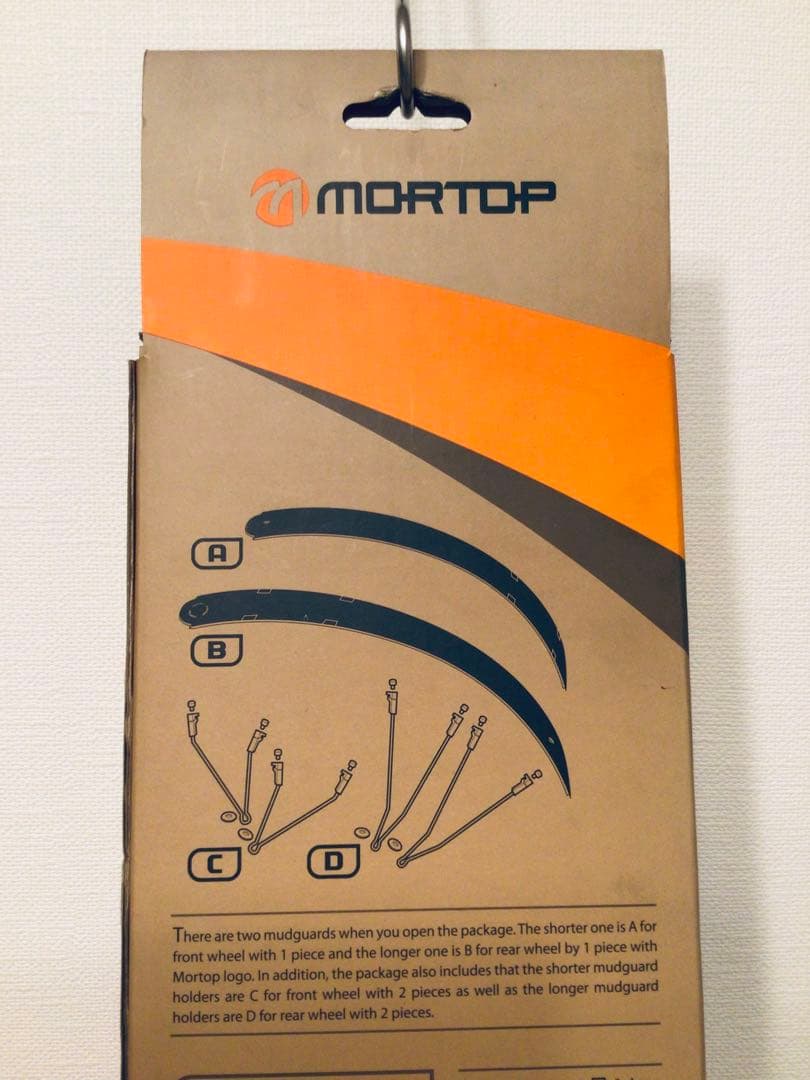 MORTOP
A
B
C
D
There are two mudguards when you open the package. The shorter one is A for
front wheel with 1 piece and the longer one is B for rear wheel by 1 piece with
Mortop logo. In addition, the package also includes that the shorter mudguard
holders are C for front wheel with 2 pieces as well as the longer mudguard
holders are D for rear wheel with 2 pieces.